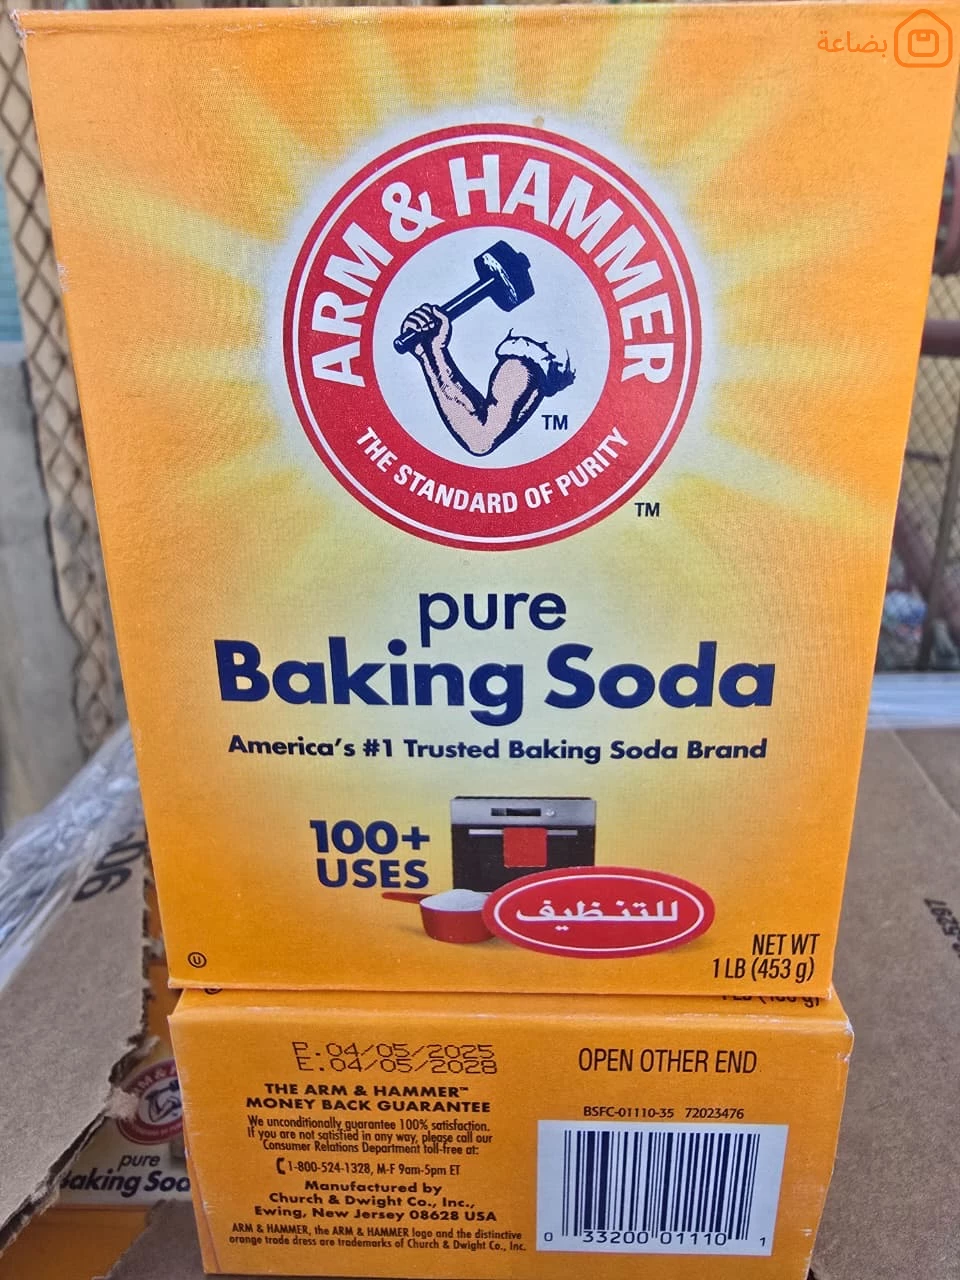 بضاعة
ARM & HAMMER
THE STANDARD OF PURITY
TM
TM
pure
Baking Soda
America's #1 Trusted Baking Soda Brand
100+
USES
للتنظيف
U
NET WT
1 LB (453 g)
P.04/05/2025
E.04/05/2028
OPEN OTHER END
THE ARM & HAMMER™
MONEY BACK GUARANTEE
We unconditionally guarantee 100% satisfaction.
If you are not satisfied in any way, please call our
Consumer Relations Department toll-free at:
1-800-524-1328, M-F 9am-5pm ET
Manufactured by
Church & Dwight Co., Inc.,
Ewing, New Jersey 08628 USA
ARM & HAMMER, the ARM & HAMMER logo and the distinctive
orange trade dress are trademarks of Church & Dwight Co., Inc.
BSFC-01110-35 72023476
0 33200 01110 1
pure
Baking Soda